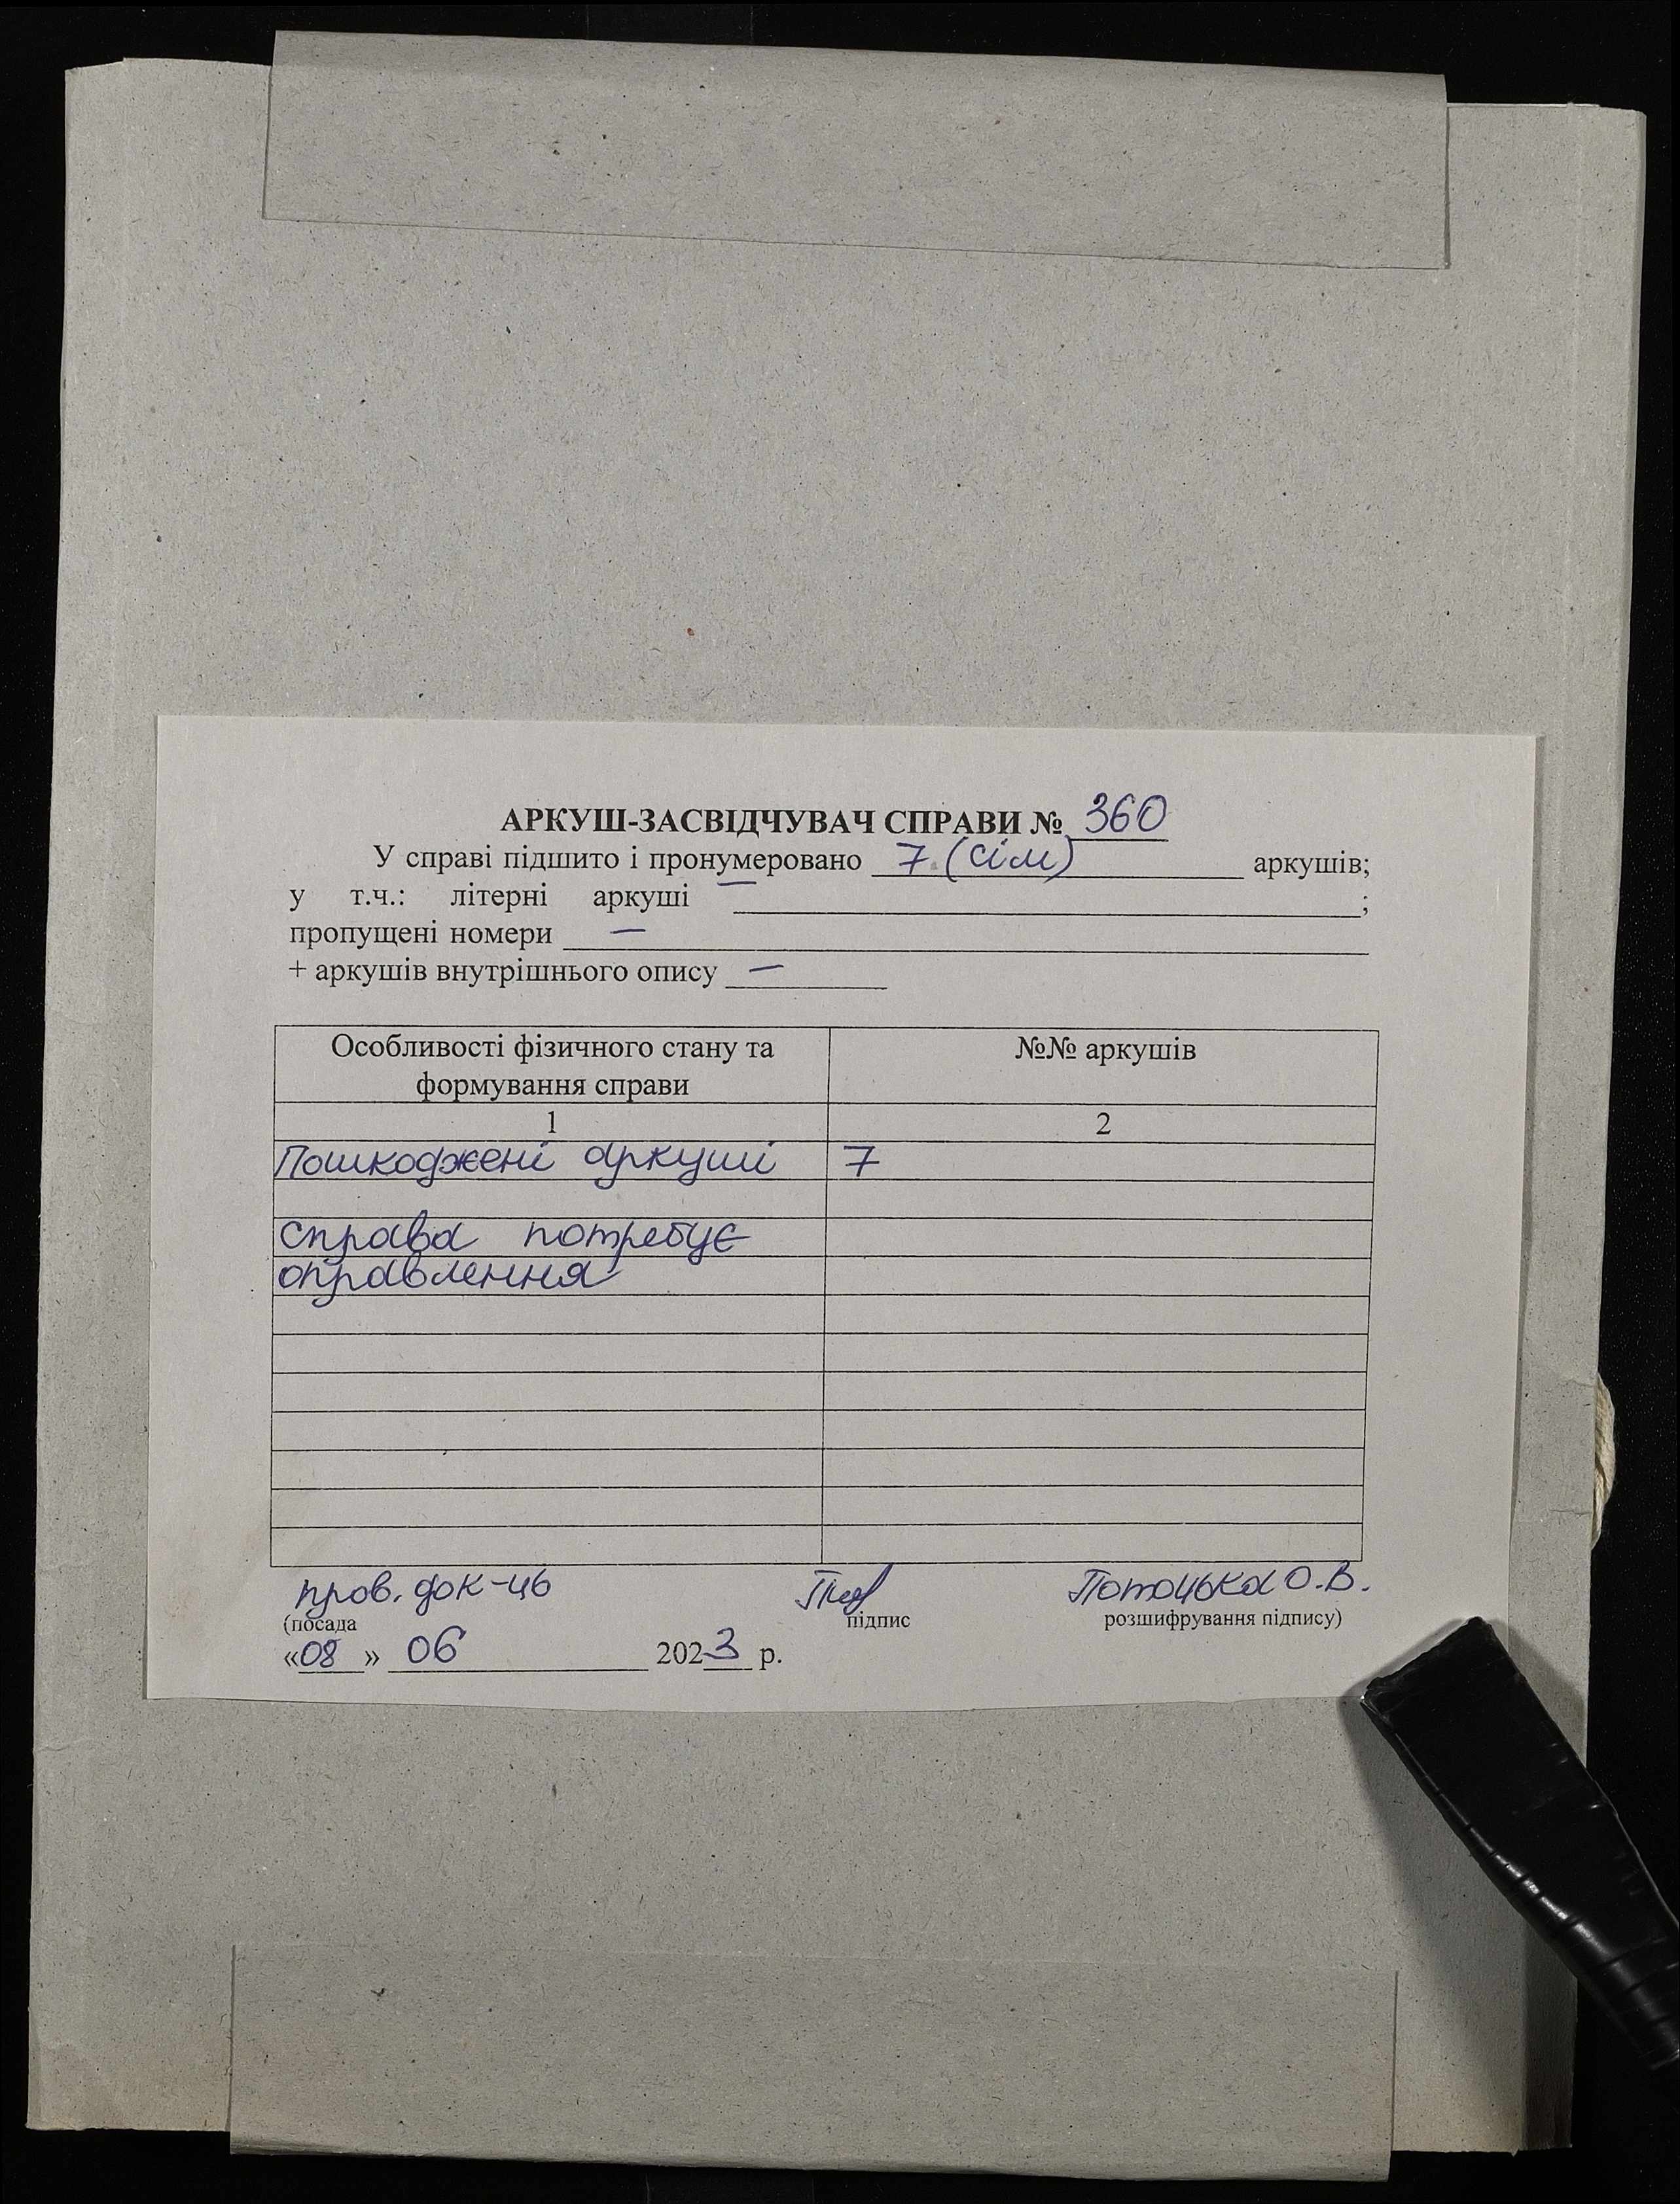 АРКУШ-ЗАСВІДЧУВАЧ СПРАВИ № 360
У справі підшито і пронумеровано 7 (сім) аркушів;
у т.ч.: літерні аркуші — ;
пропущені номери —
+ аркушів внутрішнього опису —
Особливості фізичного стану та формування справи №№ аркушів
1 2
Пошкоджені аркуші 7
справа потребує
оправлення
пров. док-ць Потоцька О.В.
(посада підпис розшифрування підпису)
«08» 06 2023 р.